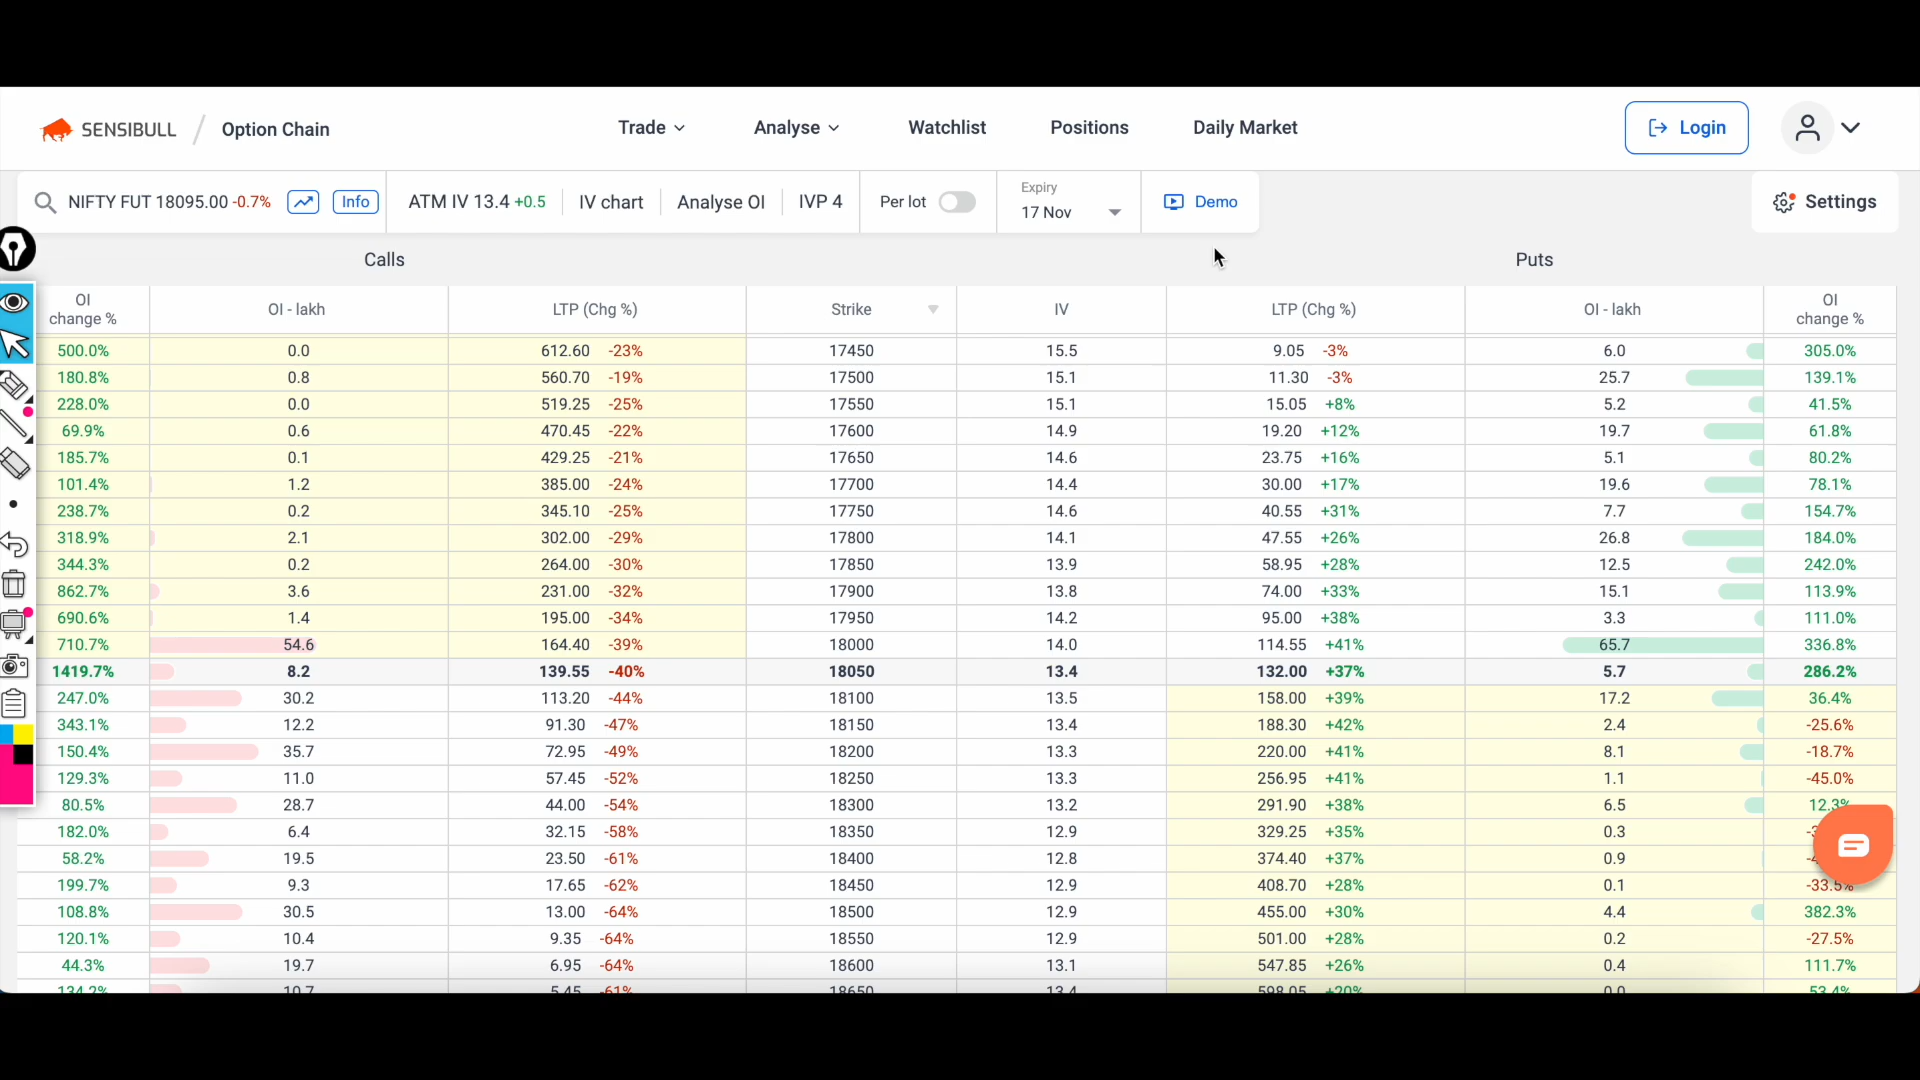 SENSIBULL / Option Chain Trade Analyse Watchlist Positions Daily Market Login
NIFTY FUT 18095.00 -0.7% Info ATM IV 13.4 +0.5 IV chart Analyse OI IVP 4 Per lot Expiry 17 Nov Demo Settings
Calls Puts
OI change % OI - lakh LTP (Chg %) Strike IV LTP (Chg %) OI - lakh OI change %
500.0% 0.0 612.60 -23% 17450 15.5 9.05 -3% 6.0 305.0%
180.8% 0.8 560.70 -19% 17500 15.1 11.30 -3% 25.7 139.1%
228.0% 0.0 519.25 -25% 17550 15.1 15.05 +8% 5.2 41.5%
69.9% 0.6 470.45 -22% 17600 14.9 19.20 +12% 19.7 61.8%
185.7% 0.1 429.25 -21% 17650 14.6 23.75 +16% 5.1 80.2%
101.4% 1.2 385.00 -24% 17700 14.4 30.00 +17% 19.6 78.1%
238.7% 0.2 345.10 -25% 17750 14.6 40.55 +31% 7.7 154.7%
318.9% 2.1 302.00 -29% 17800 14.1 47.55 +26% 26.8 184.0%
344.3% 0.2 264.00 -30% 17850 13.9 58.95 +28% 12.5 242.0%
862.7% 3.6 231.00 -32% 17900 13.8 74.00 +33% 15.1 113.9%
690.6% 1.4 195.00 -34% 17950 14.2 95.00 +38% 3.3 111.0%
710.7% 54.6 164.40 -39% 18000 14.0 114.55 +41% 65.7 336.8%
1419.7% 8.2 139.55 -40% 18050 13.4 132.00 +37% 5.7 286.2%
247.0% 30.2 113.20 -44% 18100 13.5 158.00 +39% 17.2 36.4%
343.1% 12.2 91.30 -47% 18150 13.4 188.30 +42% 2.4 -25.6%
150.4% 35.7 72.95 -49% 18200 13.3 220.00 +41% 8.1 -18.7%
129.3% 11.0 57.45 -52% 18250 13.3 256.95 +41% 1.1 -45.0%
80.5% 28.7 44.00 -54% 18300 13.2 291.90 +38% 6.5 12.3%
182.0% 6.4 32.15 -58% 18350 12.9 329.25 +35% 0.3
58.2% 19.5 23.50 -61% 18400 12.8 374.40 +37% 0.9
199.7% 9.3 17.65 -62% 18450 12.9 408.70 +28% 0.1 -33.5%
108.8% 30.5 13.00 -64% 18500 12.9 455.00 +30% 4.4 382.3%
120.1% 10.4 9.35 -64% 18550 12.9 501.00 +28% 0.2 -27.5%
44.3% 19.7 6.95 -64% 18600 13.1 547.85 +26% 0.4 111.7%
134.2% 10.7 5.45 -61% 18650 13.4 598.05 +20% 0.0 53.4%